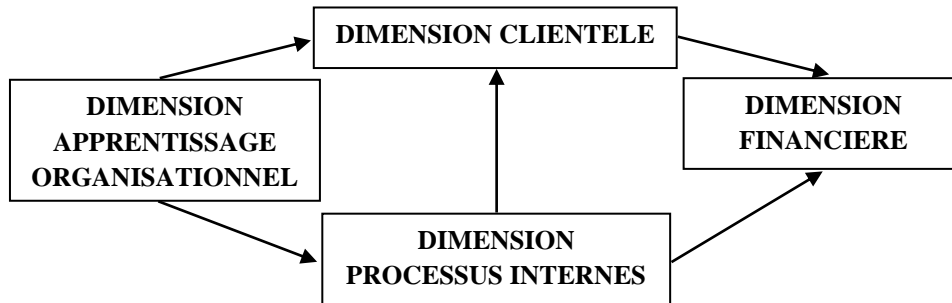 DIMENSION CLIENTELE
DIMENSION
APPRENTISSAGE
ORGANISATIONNEL
DIMENSION
FINANCIERE
DIMENSION
PROCESSUS INTERNES